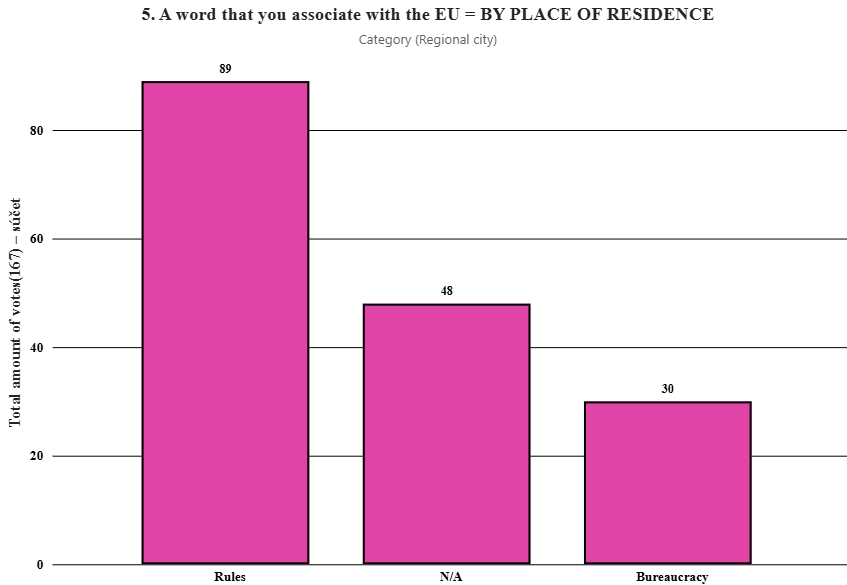 5. A word that you associate with the EU = BY PLACE OF RESIDENCE
Category (Regional city)
Total amount of votes(167) – súčet
80
60
40
20
0
89
48
30
Rules
N/A
Bureaucracy